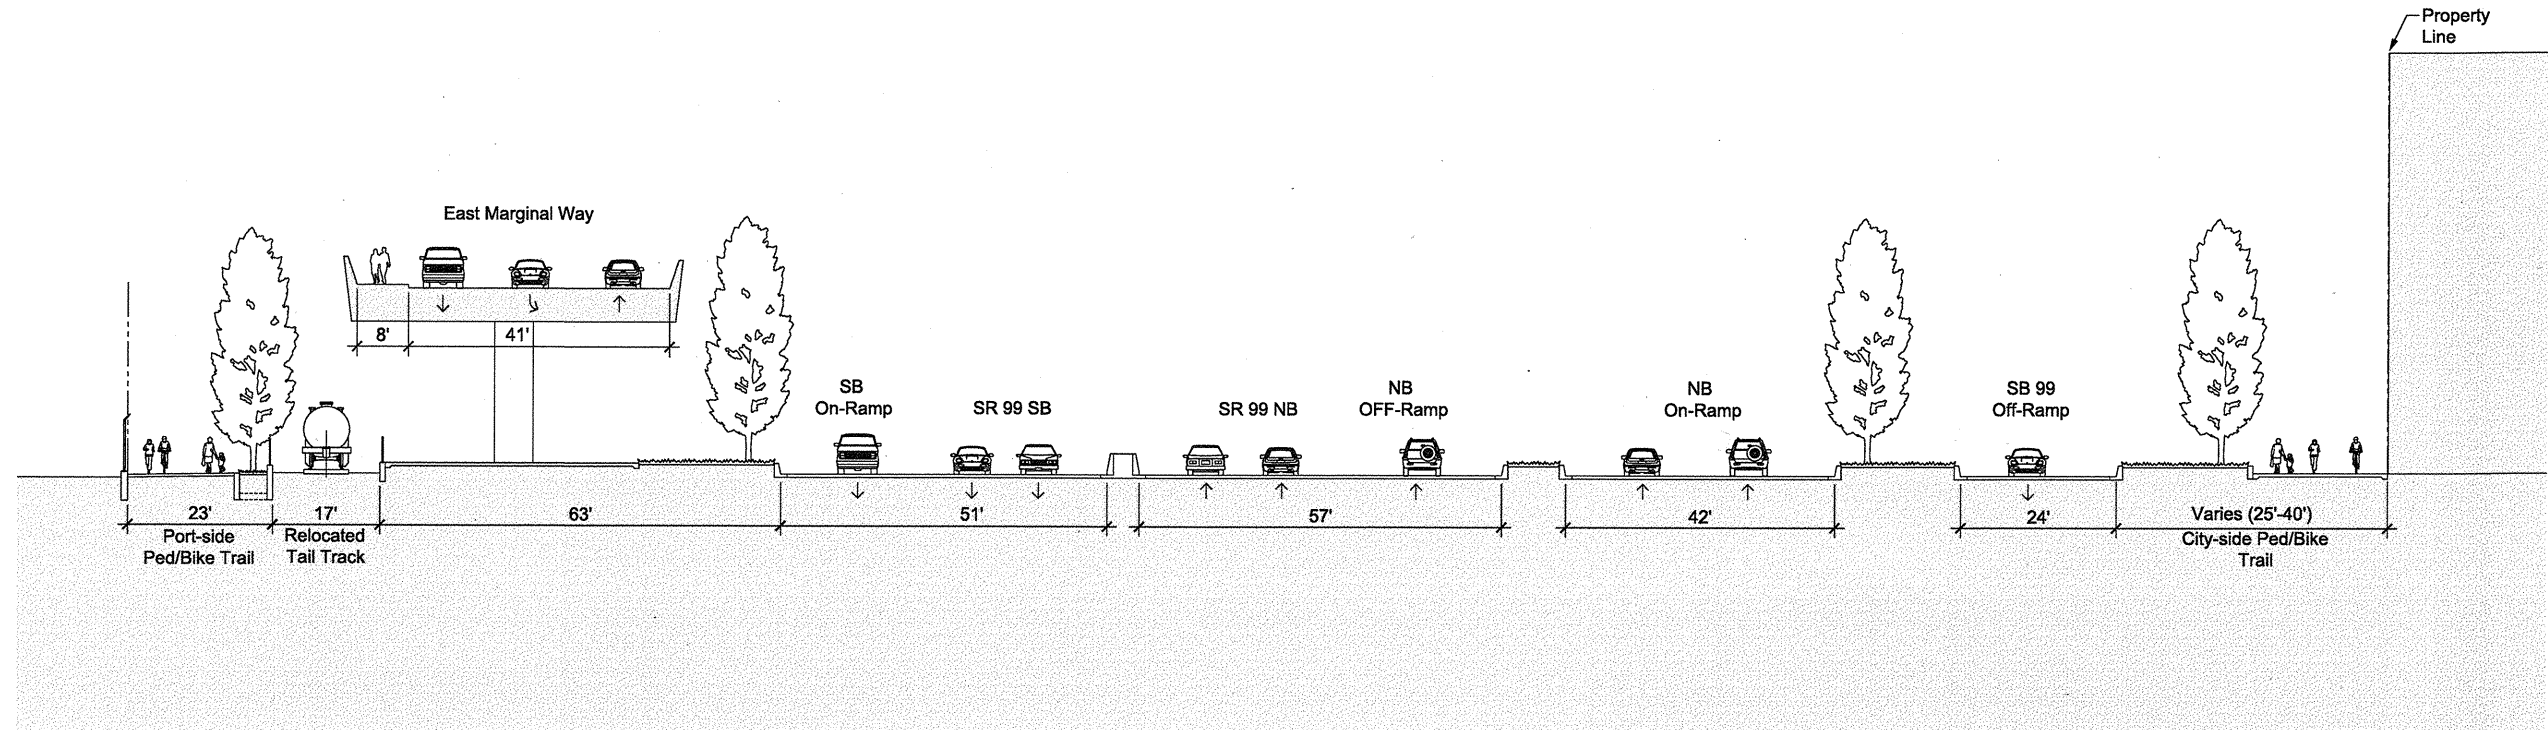 Property
Line
East Marginal Way
8'
41'
SB
On-Ramp
SR 99 SB
SR 99 NB
NB
OFF-Ramp
NB
On-Ramp
SB 99
Off-Ramp
23'
Port-side
Ped/Bike Trail
17'
Relocated
Tail Track
63'
51'
57'
42'
24'
Varies (25'-40')
City-side Ped/Bike
Trail